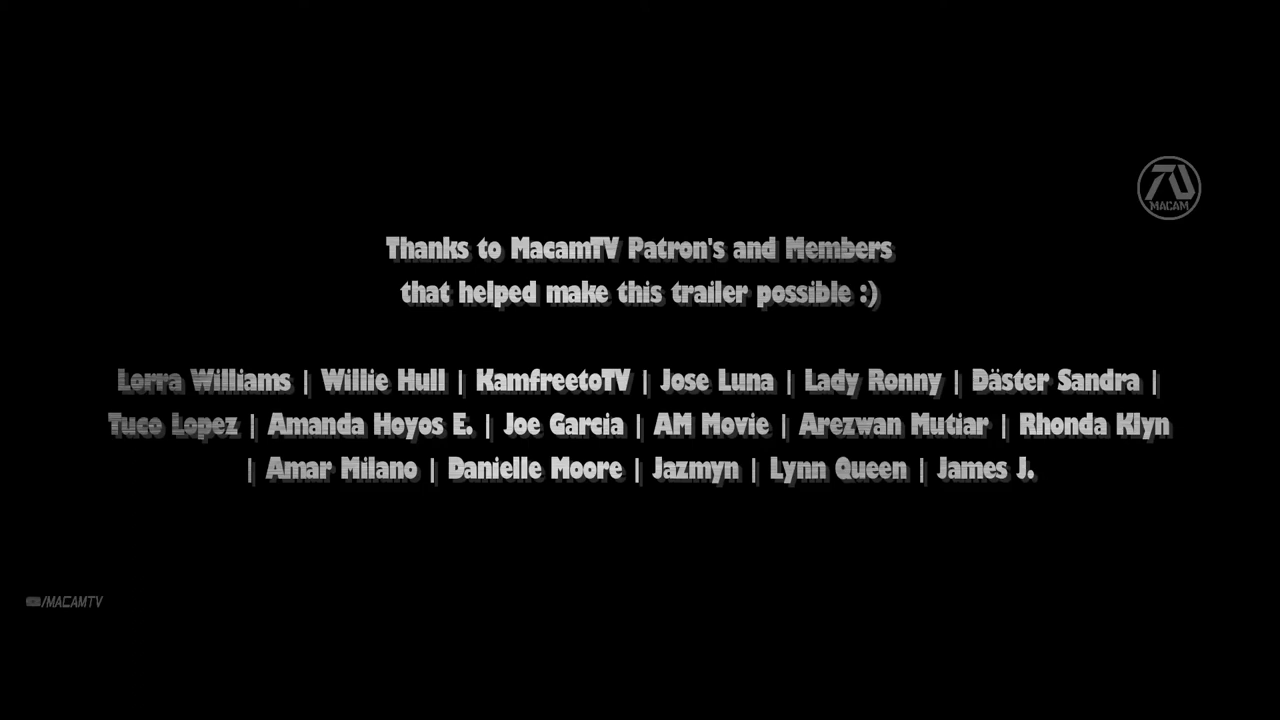 MACAM
Thanks to MacamTV Patron's and Members
that helped make this trailer possible :)
Lorra Williams | Willie Hull | KamfreetoTV | Jose Luna | Lady Ronny | Däster Sandra |
Tuco Lopez | Amanda Hoyos E. | Joe Garcia | AM Movie | Arezwan Mutiar | Rhonda Klyn
| Amar Milano | Danielle Moore | Jazmyn | Lynn Queen | James J.
/MACAMTV